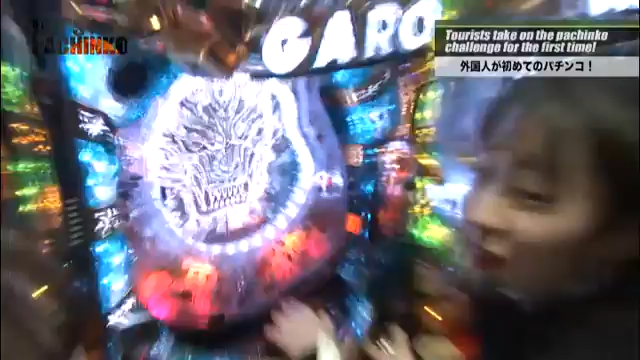 PACHINKO
GARO
Tourists take on the pachinko
challenge for the first time!
外国人が初めてのパチンコ！